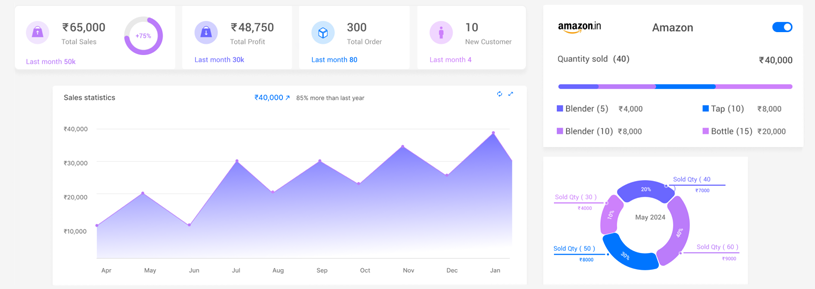 ₹65,000
Total Sales
+75%
Last month 50k
₹48,750
Total Profit
Last month 30k
300
Total Order
Last month 80
10
New Customer
Last month 4
Sales statistics
₹40,000 85% more than last year
₹40,000
₹30,000
₹20,000
₹10,000
Apr May Jun Jul Aug Sep Oct Nov Dec Jan
amazon.in
Amazon
Quantity sold (40)
₹40,000
Blender (5) ₹4,000
Tap (10) ₹8,000
Blender (10) ₹8,000
Bottle (15) ₹20,000
Sold Qty ( 40
₹7000
20%
Sold Qty ( 30 )
₹4000
10%
May 2024
40%
Sold Qty ( 60 )
₹9000
Sold Qty ( 50 )
₹8000
30%